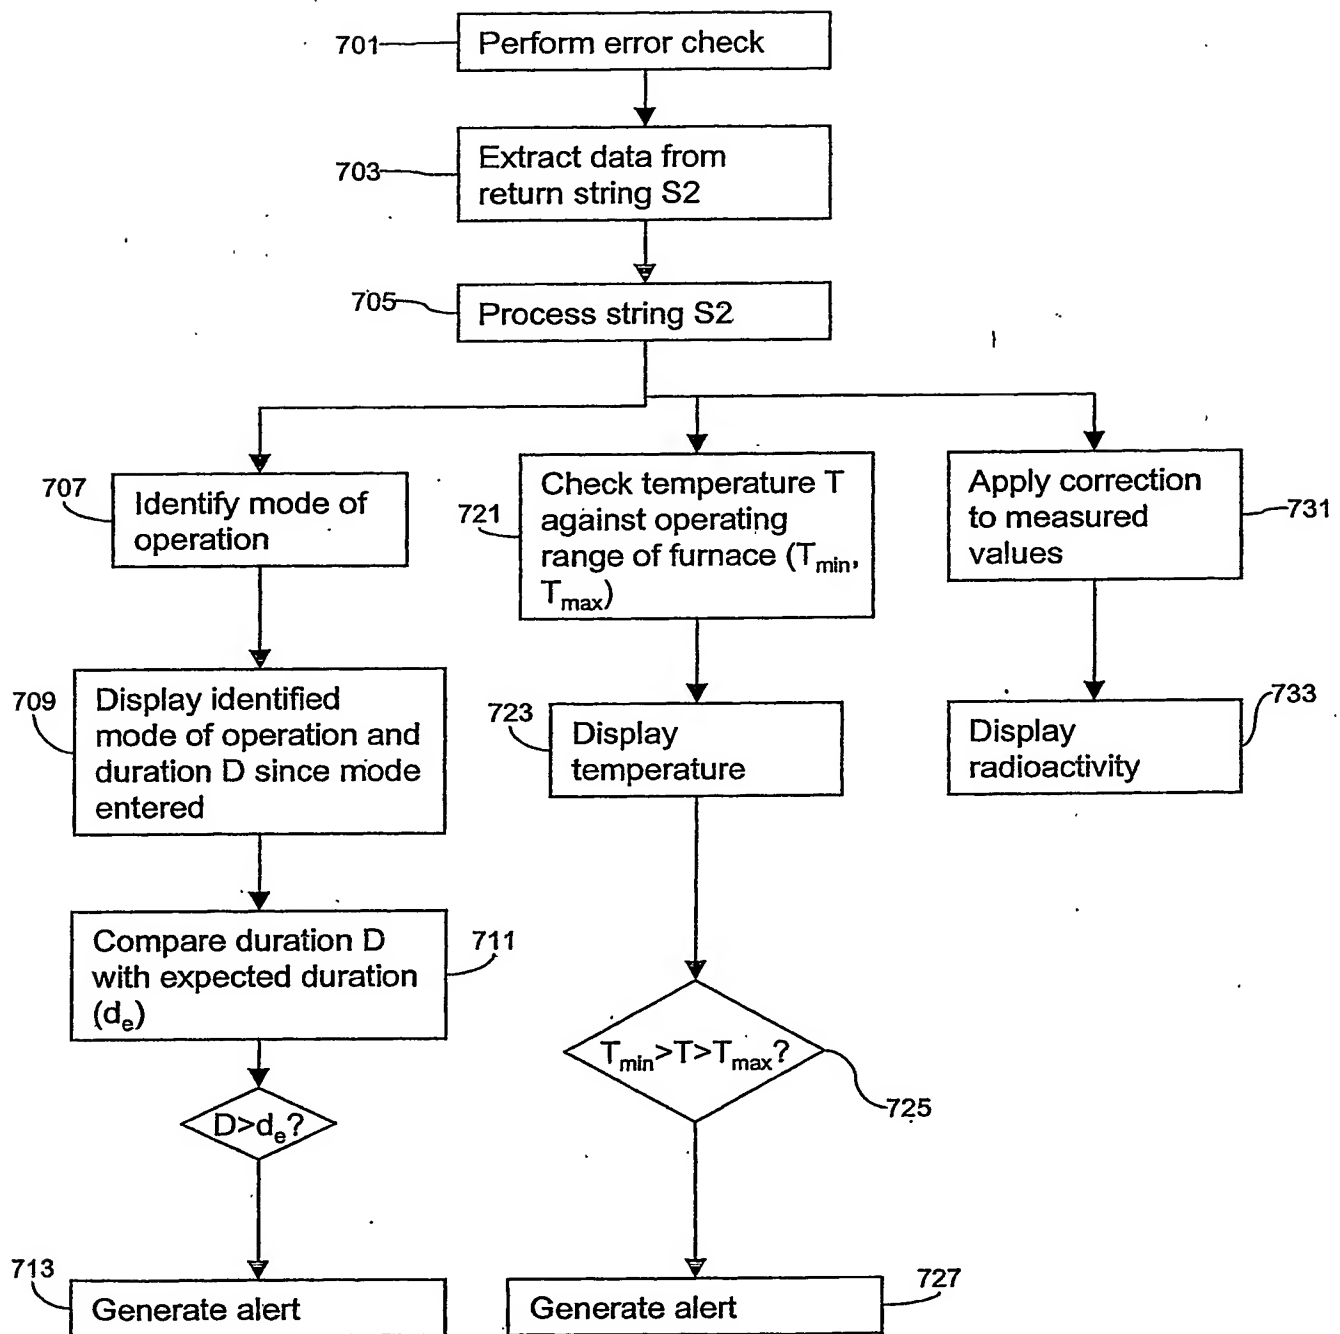 701
Perform error check
703
Extract data from
return string S2
705
Process string S2
707
Identify mode of
operation
721
Check temperature T
against operating
range of furnace (Tmin,
Tmax)
Apply correction
to measured
values
731
709
Display identified
mode of operation and
duration D since mode
entered
723
Display
temperature
Display
radioactivity
733
Compare duration D
with expected duration
(de)
711
Tmin>T>Tmax?
725
D>de?
713
Generate alert
Generate alert
727